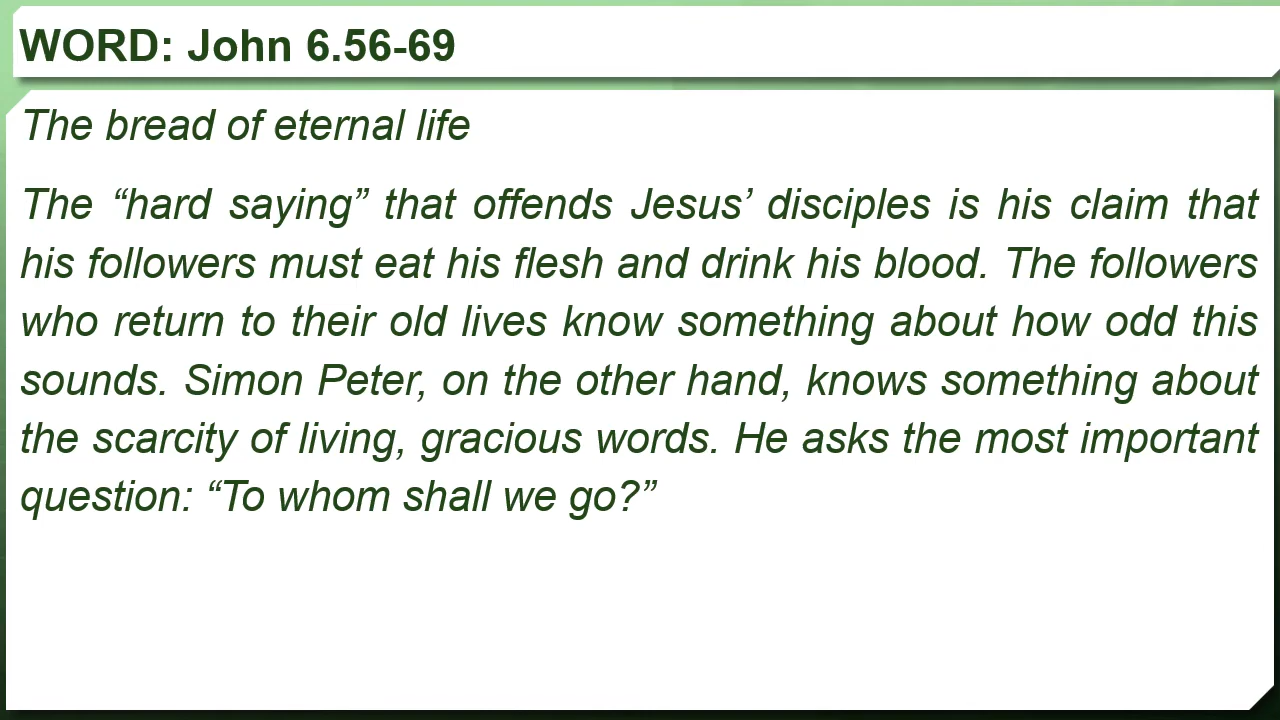 WORD: John 6.56-69
The bread of eternal life
The “hard saying” that offends Jesus’ disciples is his claim that
his followers must eat his flesh and drink his blood. The followers
who return to their old lives know something about how odd this
sounds. Simon Peter, on the other hand, knows something about
the scarcity of living, gracious words. He asks the most important
question: “To whom shall we go?”